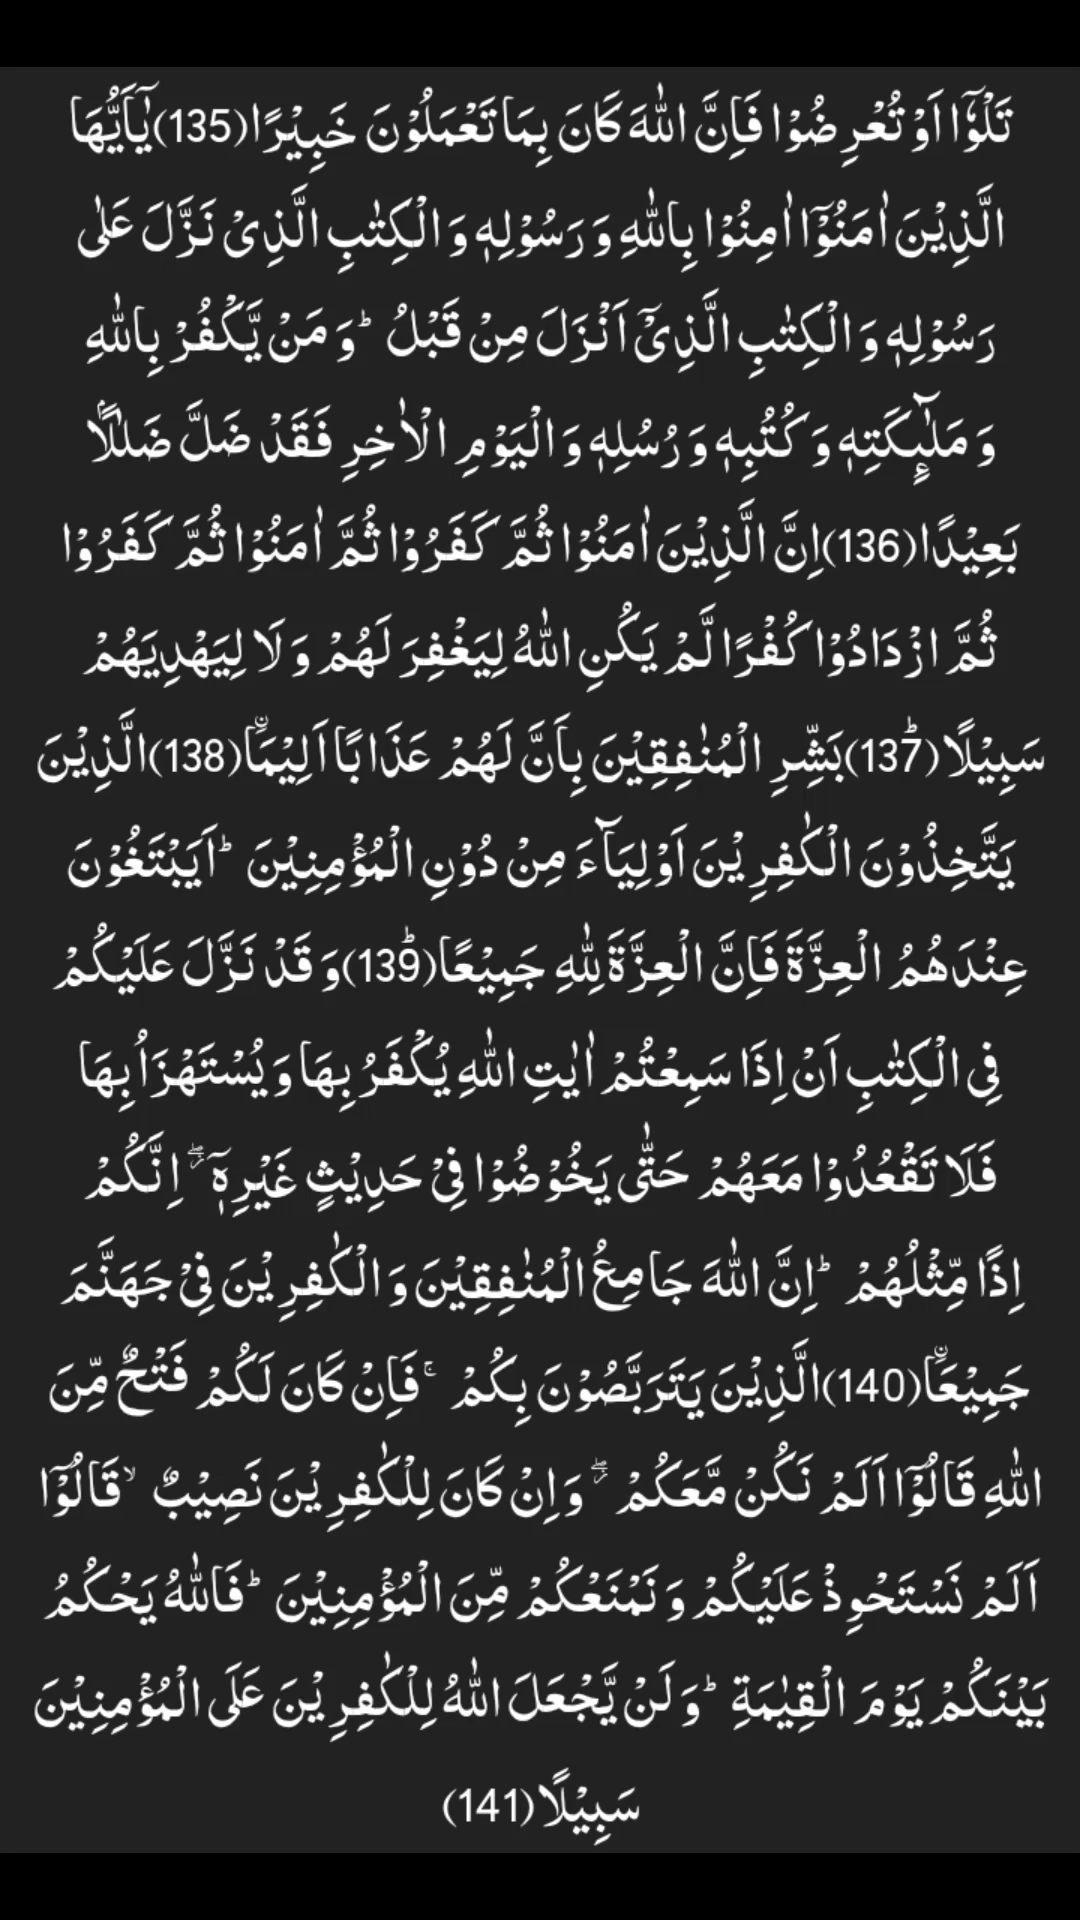 تَلْوٗۤا اَوْ تُعْرِضُوْا فَاِنَّ اللّٰهَ كَانَ بِمَا تَعْمَلُوْنَ خَبِیْرًا(135)یٰۤاَیُّهَا
الَّذِیْنَ اٰمَنُوْۤا اٰمِنُوْا بِاللّٰهِ وَ رَسُوْلِهٖ وَ الْكِتٰبِ الَّذِیْ نَزَّلَ عَلٰى
رَسُوْلِهٖ وَ الْكِتٰبِ الَّذِیْۤ اَنْزَلَ مِنْ قَبْلُ ؕ وَ مَنْ یَّكْفُرْ بِاللّٰهِ
وَ مَلٰٓىٕكَتِهٖ وَ كُتُبِهٖ وَ رُسُلِهٖ وَ الْیَوْمِ الْاٰخِرِ فَقَدْ ضَلَّ ضَلٰلًۢا
بَعِیْدًا(136)اِنَّ الَّذِیْنَ اٰمَنُوْا ثُمَّ كَفَرُوْا ثُمَّ اٰمَنُوْا ثُمَّ كَفَرُوْا
ثُمَّ ازْدَادُوْا كُفْرًا لَّمْ یَكُنِ اللّٰهُ لِیَغْفِرَ لَهُمْ وَ لَا لِیَهْدِیَهُمْ
سَبِیْلًا(137ؕ)بَشِّرِ الْمُنٰفِقِیْنَ بِاَنَّ لَهُمْ عَذَابًا اَلِیْمَاۙﰳ(138)الَّذِیْنَ
یَتَّخِذُوْنَ الْكٰفِرِیْنَ اَوْلِیَآءَ مِنْ دُوْنِ الْمُؤْمِنِیْنَ ؕ اَیَبْتَغُوْنَ
عِنْدَهُمُ الْعِزَّةَ فَاِنَّ الْعِزَّةَ لِلّٰهِ جَمِیْعًا(139ؕ)وَ قَدْ نَزَّلَ عَلَیْكُمْ
فِی الْكِتٰبِ اَنْ اِذَا سَمِعْتُمْ اٰیٰتِ اللّٰهِ یُكْفَرُ بِهَا وَ یُسْتَهْزَاُ بِهَا
فَلَا تَقْعُدُوْا مَعَهُمْ حَتّٰى یَخُوْضُوْا فِیْ حَدِیْثٍ غَیْرِهٖۤ ۖؗ اِنَّكُمْ
اِذًا مِّثْلُهُمْ ؕ اِنَّ اللّٰهَ جَامِعُ الْمُنٰفِقِیْنَ وَ الْكٰفِرِیْنَ فِیْ جَهَنَّمَ
جَمِیْعَاۙﰳ(140)الَّذِیْنَ یَتَرَبَّصُوْنَ بِكُمْ ۚ فَاِنْ كَانَ لَكُمْ فَتْحٌ مِّنَ
اللّٰهِ قَالُوْۤا اَلَمْ نَكُنْ مَّعَكُمْ ۖؗ وَ اِنْ كَانَ لِلْكٰفِرِیْنَ نَصِیْبٌ ۙ قَالُوْۤا
اَلَمْ نَسْتَحْوِذْ عَلَیْكُمْ وَ نَمْنَعْكُمْ مِّنَ الْمُؤْمِنِیْنَ ؕ فَاللّٰهُ یَحْكُمُ
بَیْنَكُمْ یَوْمَ الْقِیٰمَةِ ؕ وَ لَنْ یَّجْعَلَ اللّٰهُ لِلْكٰفِرِیْنَ عَلَى الْمُؤْمِنِیْنَ
سَبِیْلًا(141)